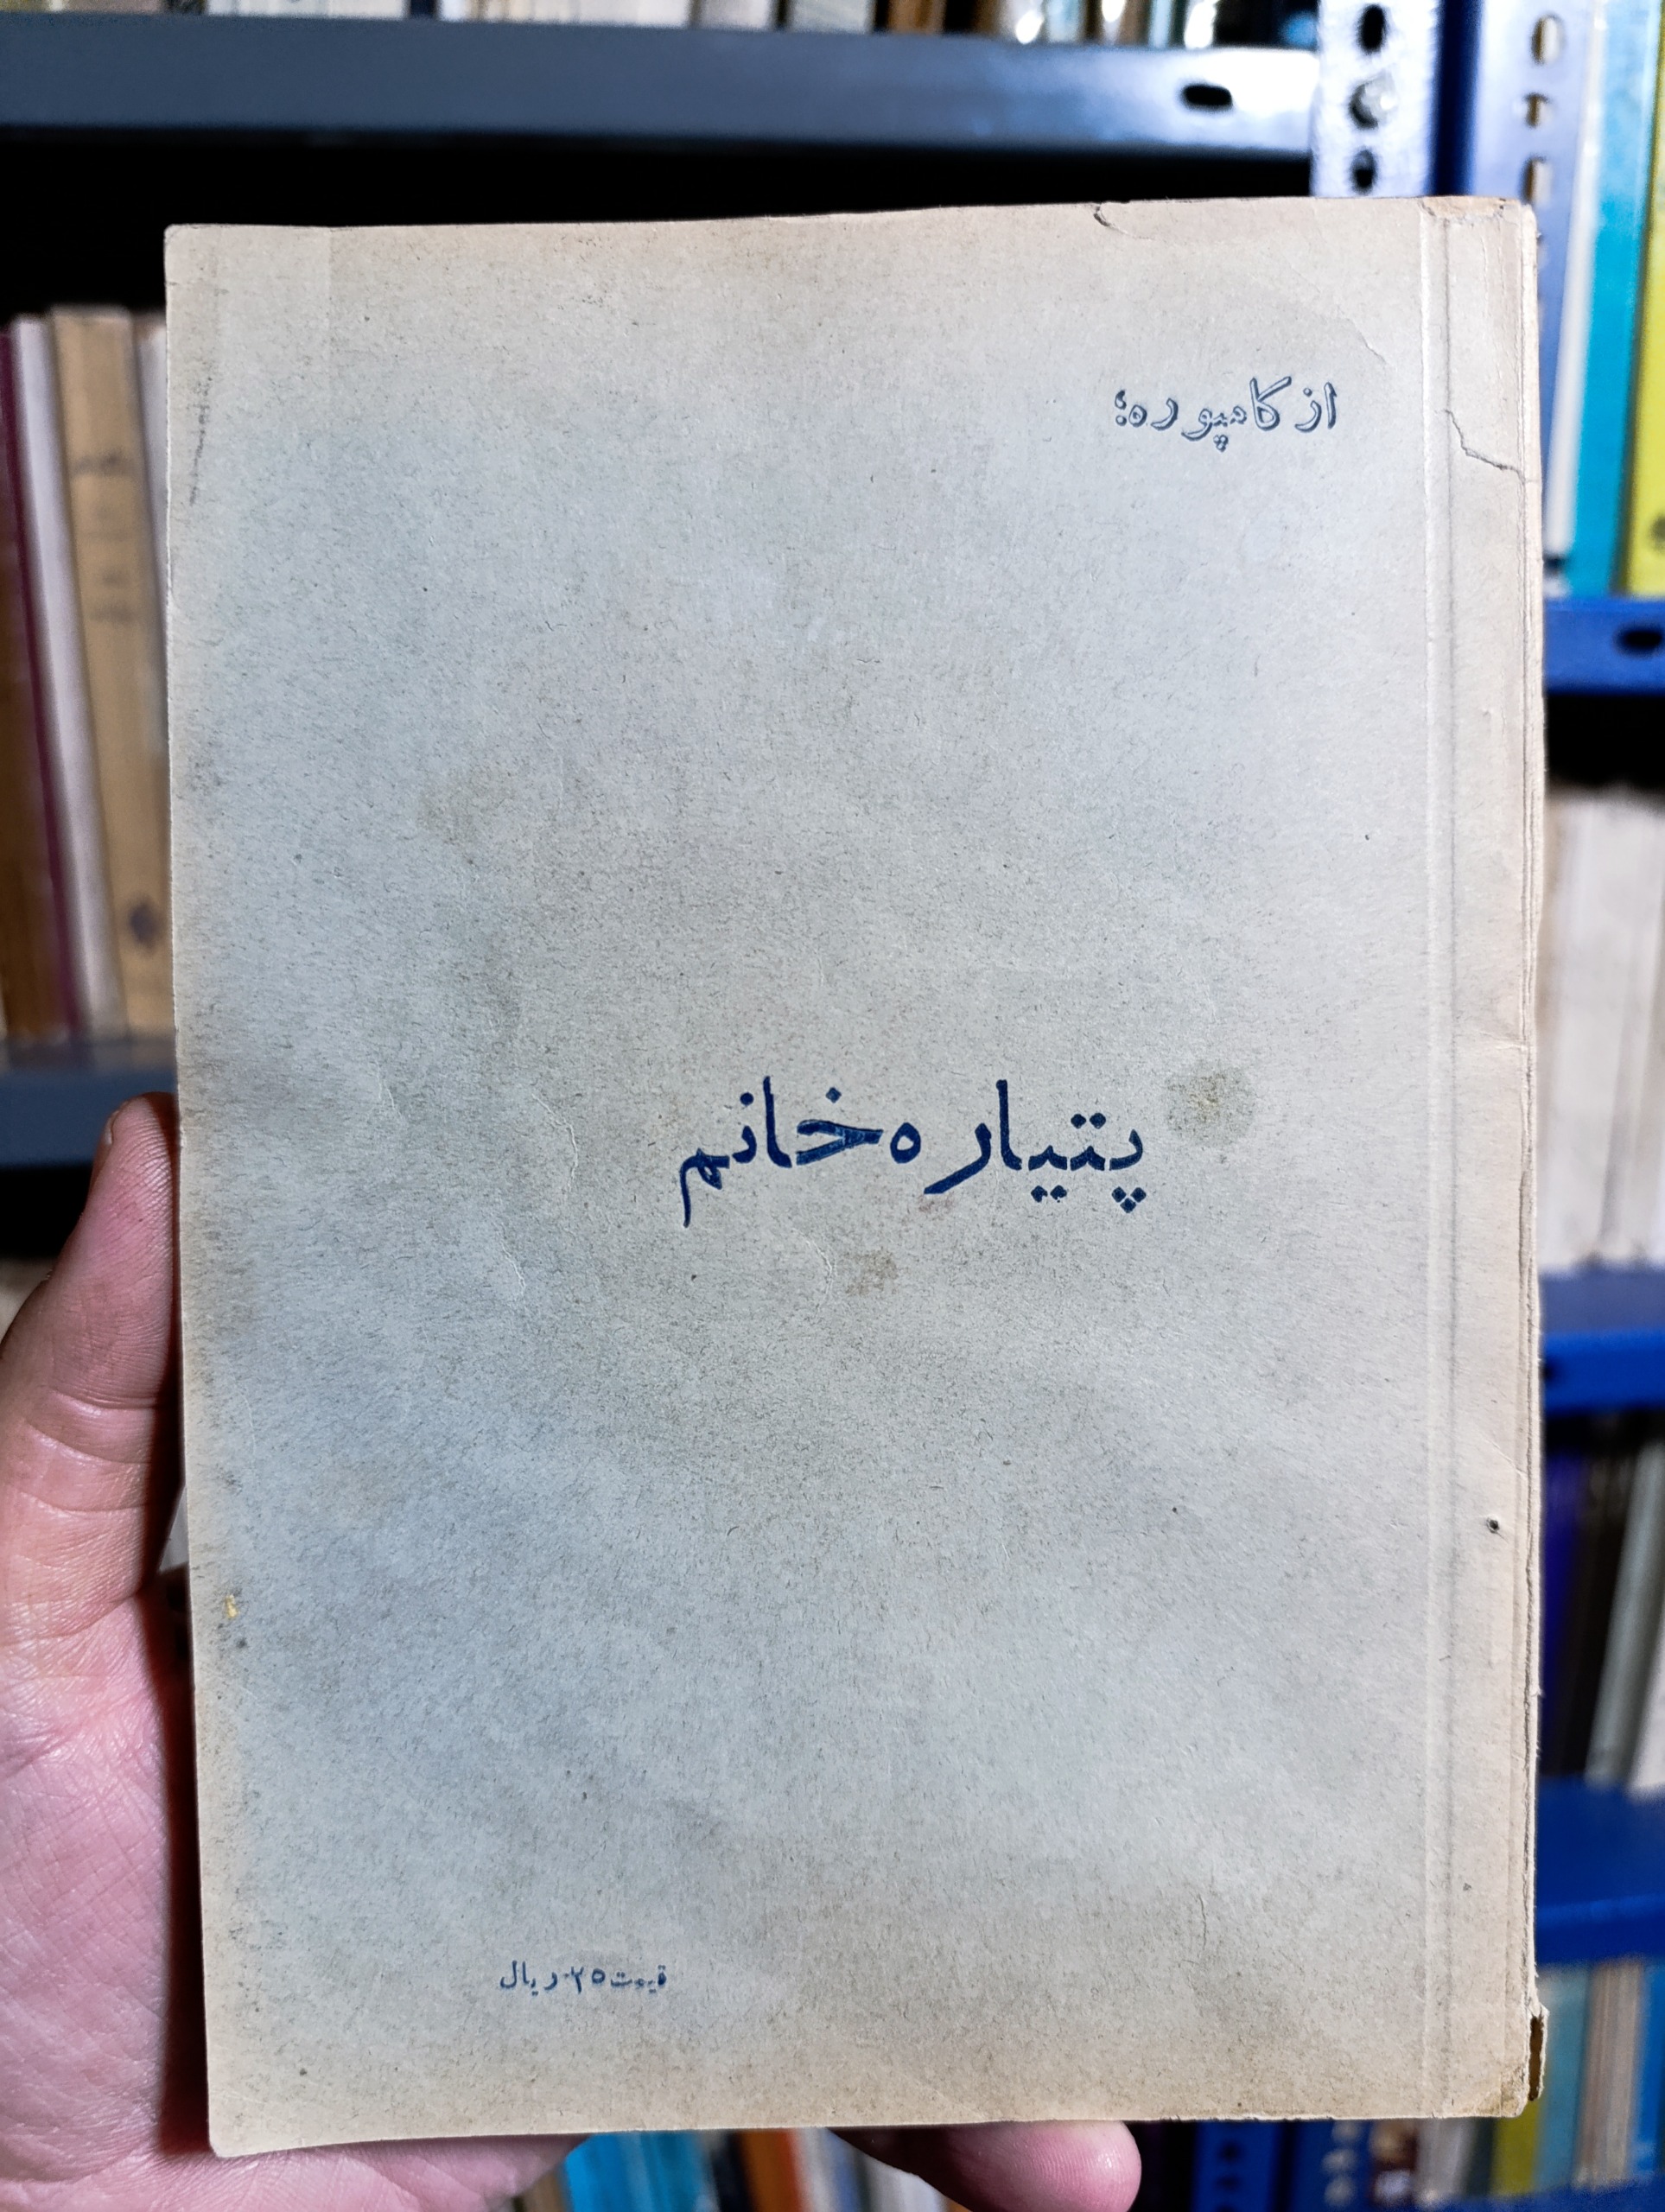 از کامپوره؛
پتیاره خانم
قیمت ۲۵ ریال